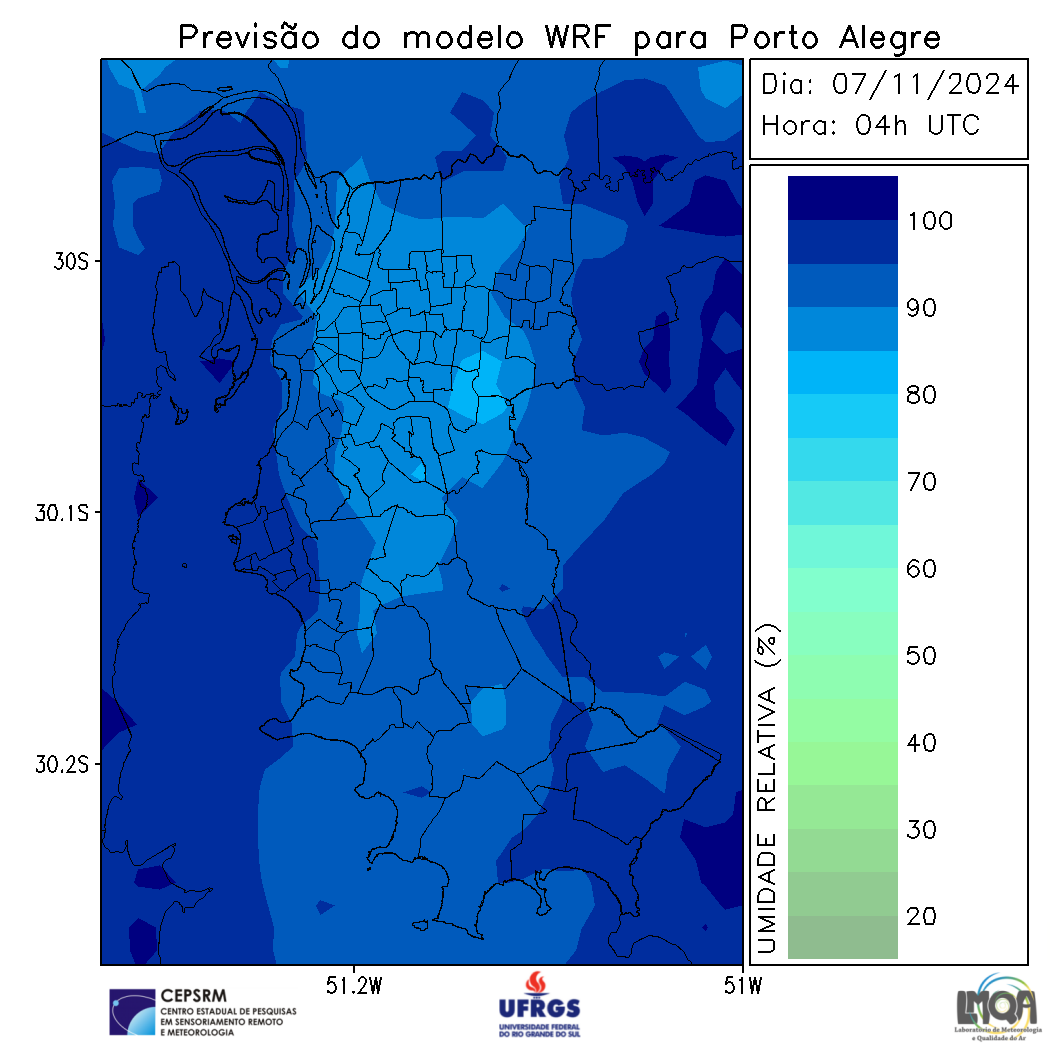 Previsão do modelo WRF para Porto Alegre
Dia: 07/11/2024
Hora: 04h UTC
30S
30.1S
30.2S
51.2W
51W
UMIDADE RELATIVA (%)
100
90
80
70
60
50
40
30
20
CEPSRM
CENTRO ESTADUAL DE PESQUISAS
EM SENSORIAMENTO REMOTO
E METEOROLOGIA
UFRGS
UNIVERSIDADE FEDERAL
DO RIO GRANDE DO SUL
LMQA
Laboratório de Meteorologia
e Qualidade do Ar